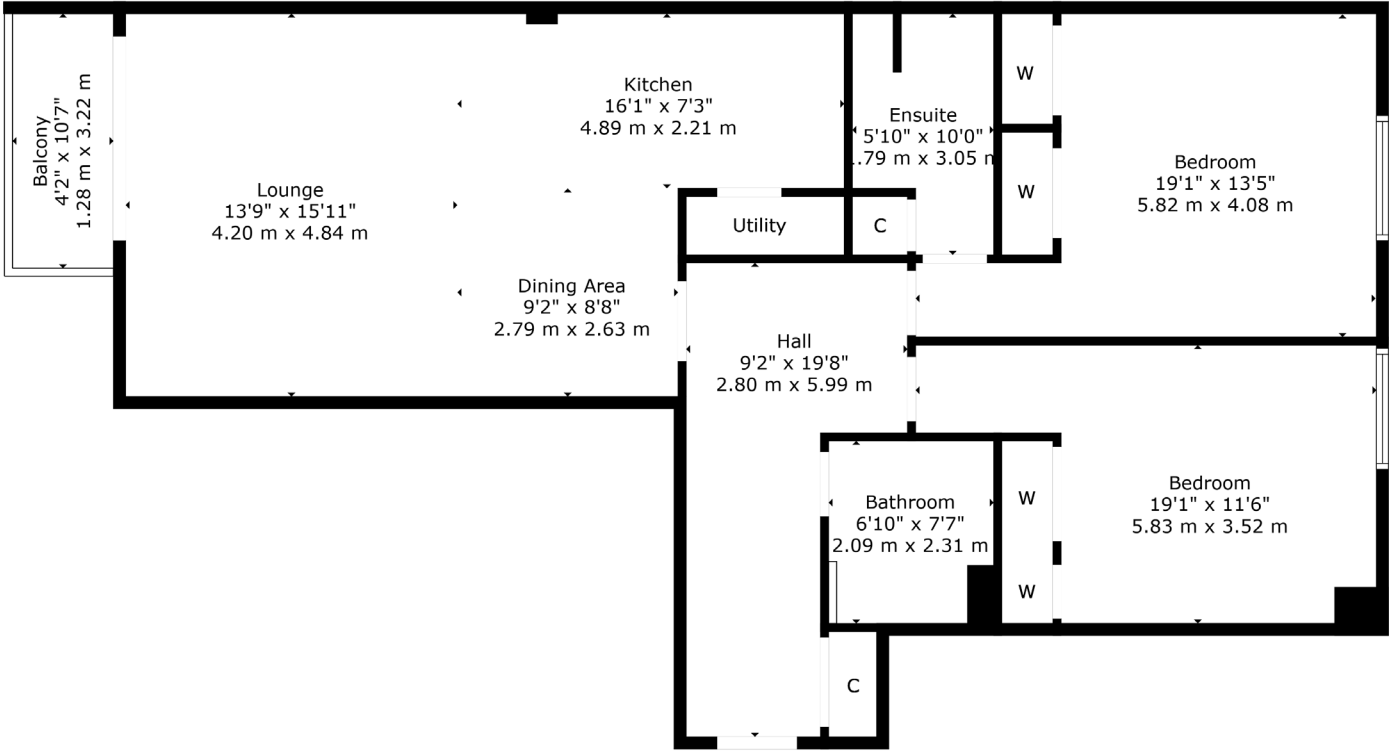 Balcony
4'2" x 10'7"
1.28 m x 3.22 m
Lounge
13'9" x 15'11"
4.20 m x 4.84 m
Kitchen
16'1" x 7'3"
4.89 m x 2.21 m
Dining Area
9'2" x 8'8"
2.79 m x 2.63 m
Utility
C
Ensuite
5'10" x 10'0"
.79 m x 3.05
W
W
Bedroom
19'1" x 13'5"
5.82 m x 4.08 m
Hall
9'2" x 19'8"
2.80 m x 5.99 m
Bathroom
6'10" x 7'7"
2.09 m x 2.31 m
W
W
Bedroom
19'1" x 11'6"
5.83 m x 3.52 m
C